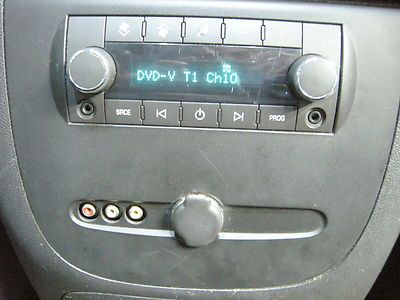 DVD-V T1 Ch10
SRCE
PROG